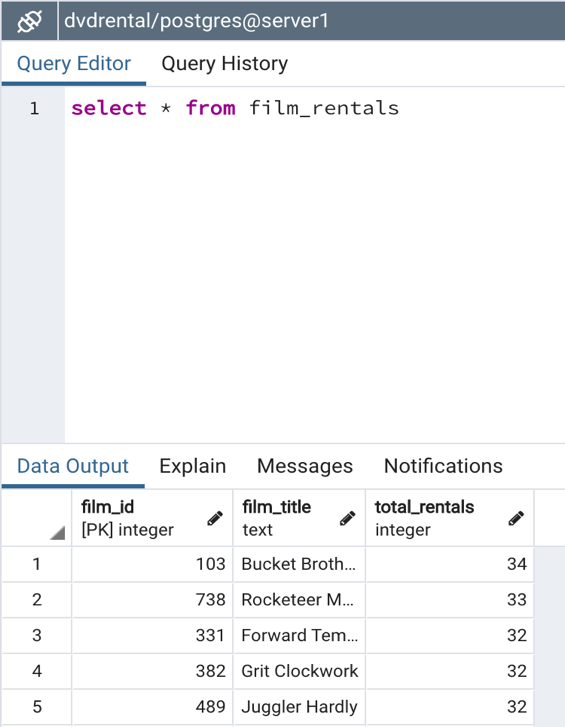 dvdrental/postgres@server1
Query Editor Query History
1 select * from film_rentals
Data Output Explain Messages Notifications
film_id film_title total_rentals
[PK] integer text integer
1 103 Bucket Broth... 34
2 738 Rocketeer M... 33
3 331 Forward Tem... 32
4 382 Grit Clockwork 32
5 489 Juggler Hardly 32